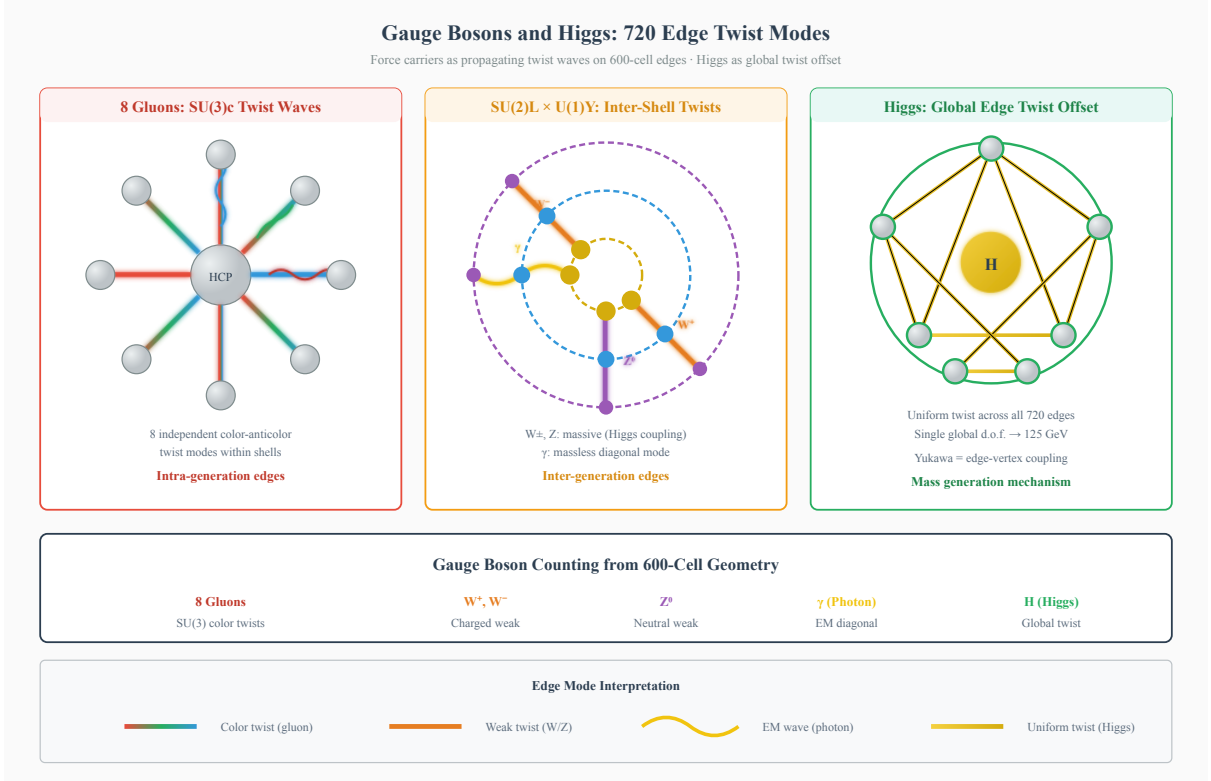 Gauge Bosons and Higgs: 720 Edge Twist Modes
Force carriers as propagating twist waves on 600-cell edges · Higgs as global twist offset
8 Gluons: SU(3)c Twist Waves
HCP
8 independent color-anticolor
twist modes within shells
Intra-generation edges
SU(2)L × U(1)Y: Inter-Shell Twists
W⁻
γ
W⁺
Z⁰
W±, Z: massive (Higgs coupling)
γ: massless diagonal mode
Inter-generation edges
Higgs: Global Edge Twist Offset
H
Uniform twist across all 720 edges
Single global d.o.f. → 125 GeV
Yukawa = edge-vertex coupling
Mass generation mechanism
Gauge Boson Counting from 600-Cell Geometry
8 Gluons
SU(3) color twists
W⁺, W⁻
Charged weak
Z⁰
Neutral weak
γ (Photon)
EM diagonal
H (Higgs)
Global twist
Edge Mode Interpretation
Color twist (gluon)
Weak twist (W/Z)
EM wave (photon)
Uniform twist (Higgs)